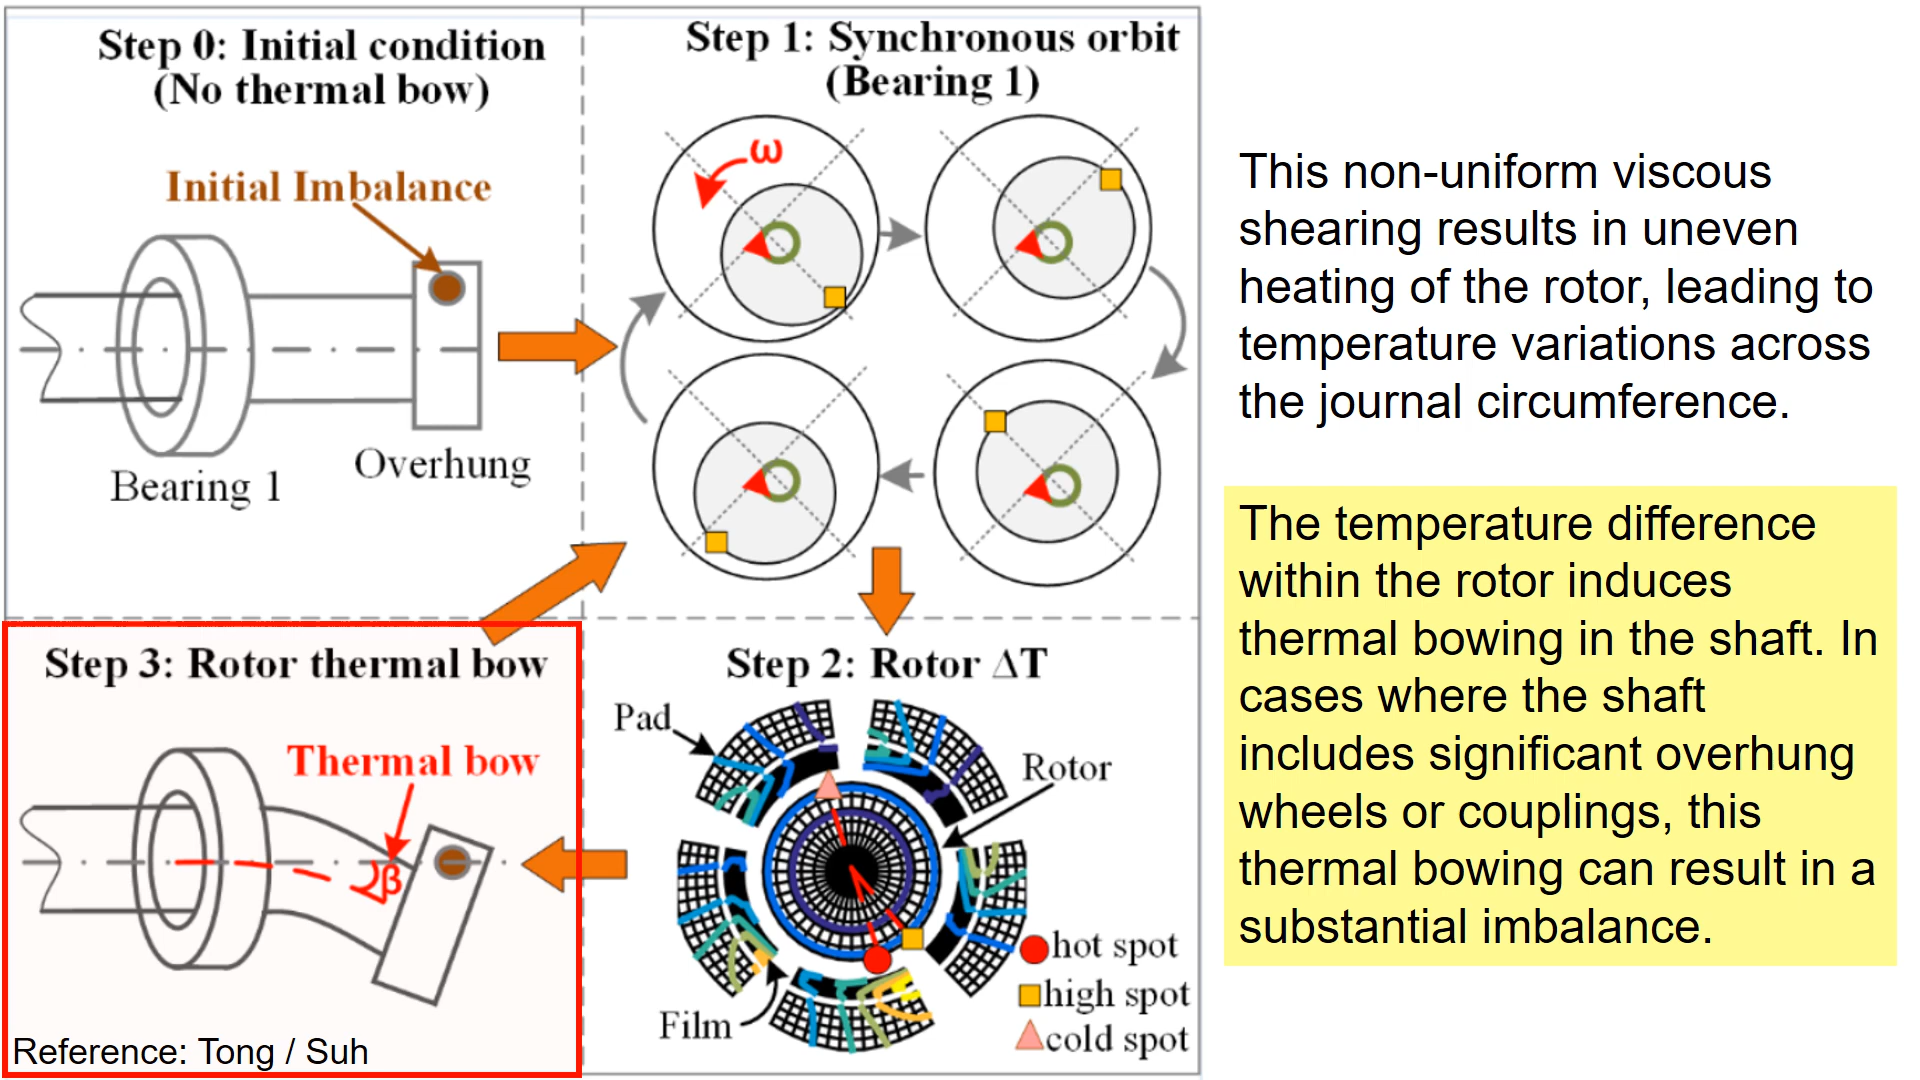 Step 0: Initial condition
(No thermal bow)
Initial Imbalance
Bearing 1
Overhung
Step 1: Synchronous orbit
(Bearing 1)
ω
Step 2: Rotor ΔT
Pad
Rotor
Film
hot spot
high spot
cold spot
Step 3: Rotor thermal bow
Thermal bow
β
Reference: Tong / Suh
This non-uniform viscous
shearing results in uneven
heating of the rotor, leading to
temperature variations across
the journal circumference.
The temperature difference
within the rotor induces
thermal bowing in the shaft. In
cases where the shaft
includes significant overhung
wheels or couplings, this
thermal bowing can result in a
substantial imbalance.